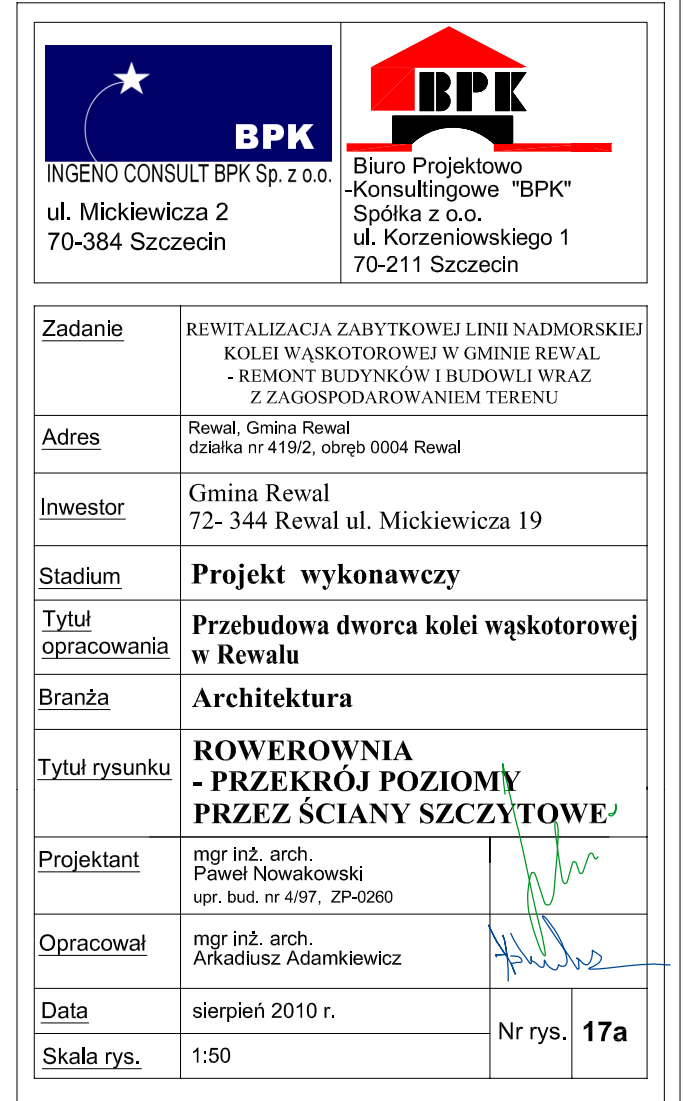 BPK
INGENO CONSULT BPK Sp. z o.o.
ul. Mickiewicza 2
70-384 Szczecin
BPK
Biuro Projektowo
-Konsultingowe "BPK"
Spółka z o.o.
ul. Korzeniowskiego 1
70-211 Szczecin
Zadanie
REWITALIZACJA ZABYTKOWEJ LINII NADMORSKIEJ
KOLEI WĄSKOTOROWEJ W GMINIE REWAL
- REMONT BUDYNKÓW I BUDOWLI WRAZ
Z ZAGOSPODAROWANIEM TERENU
Adres
Rewal, Gmina Rewal
działka nr 419/2, obręb 0004 Rewal
Inwestor
Gmina Rewal
72- 344 Rewal ul. Mickiewicza 19
Stadium
Projekt wykonawczy
Tytuł
opracowania
Przebudowa dworca kolei wąskotorowej
w Rewalu
Branża
Architektura
Tytuł rysunku
ROWEROWNIA
- PRZEKRÓJ POZIOMY
PRZEZ ŚCIANY SZCZYTOWE
Projektant
mgr inż. arch.
Paweł Nowakowski
upr. bud. nr 4/97, ZP-0260
Opracował
mgr inż. arch.
Arkadiusz Adamkiewicz
Data
sierpień 2010 r.
Skala rys.
1:50
Nr rys.
17a